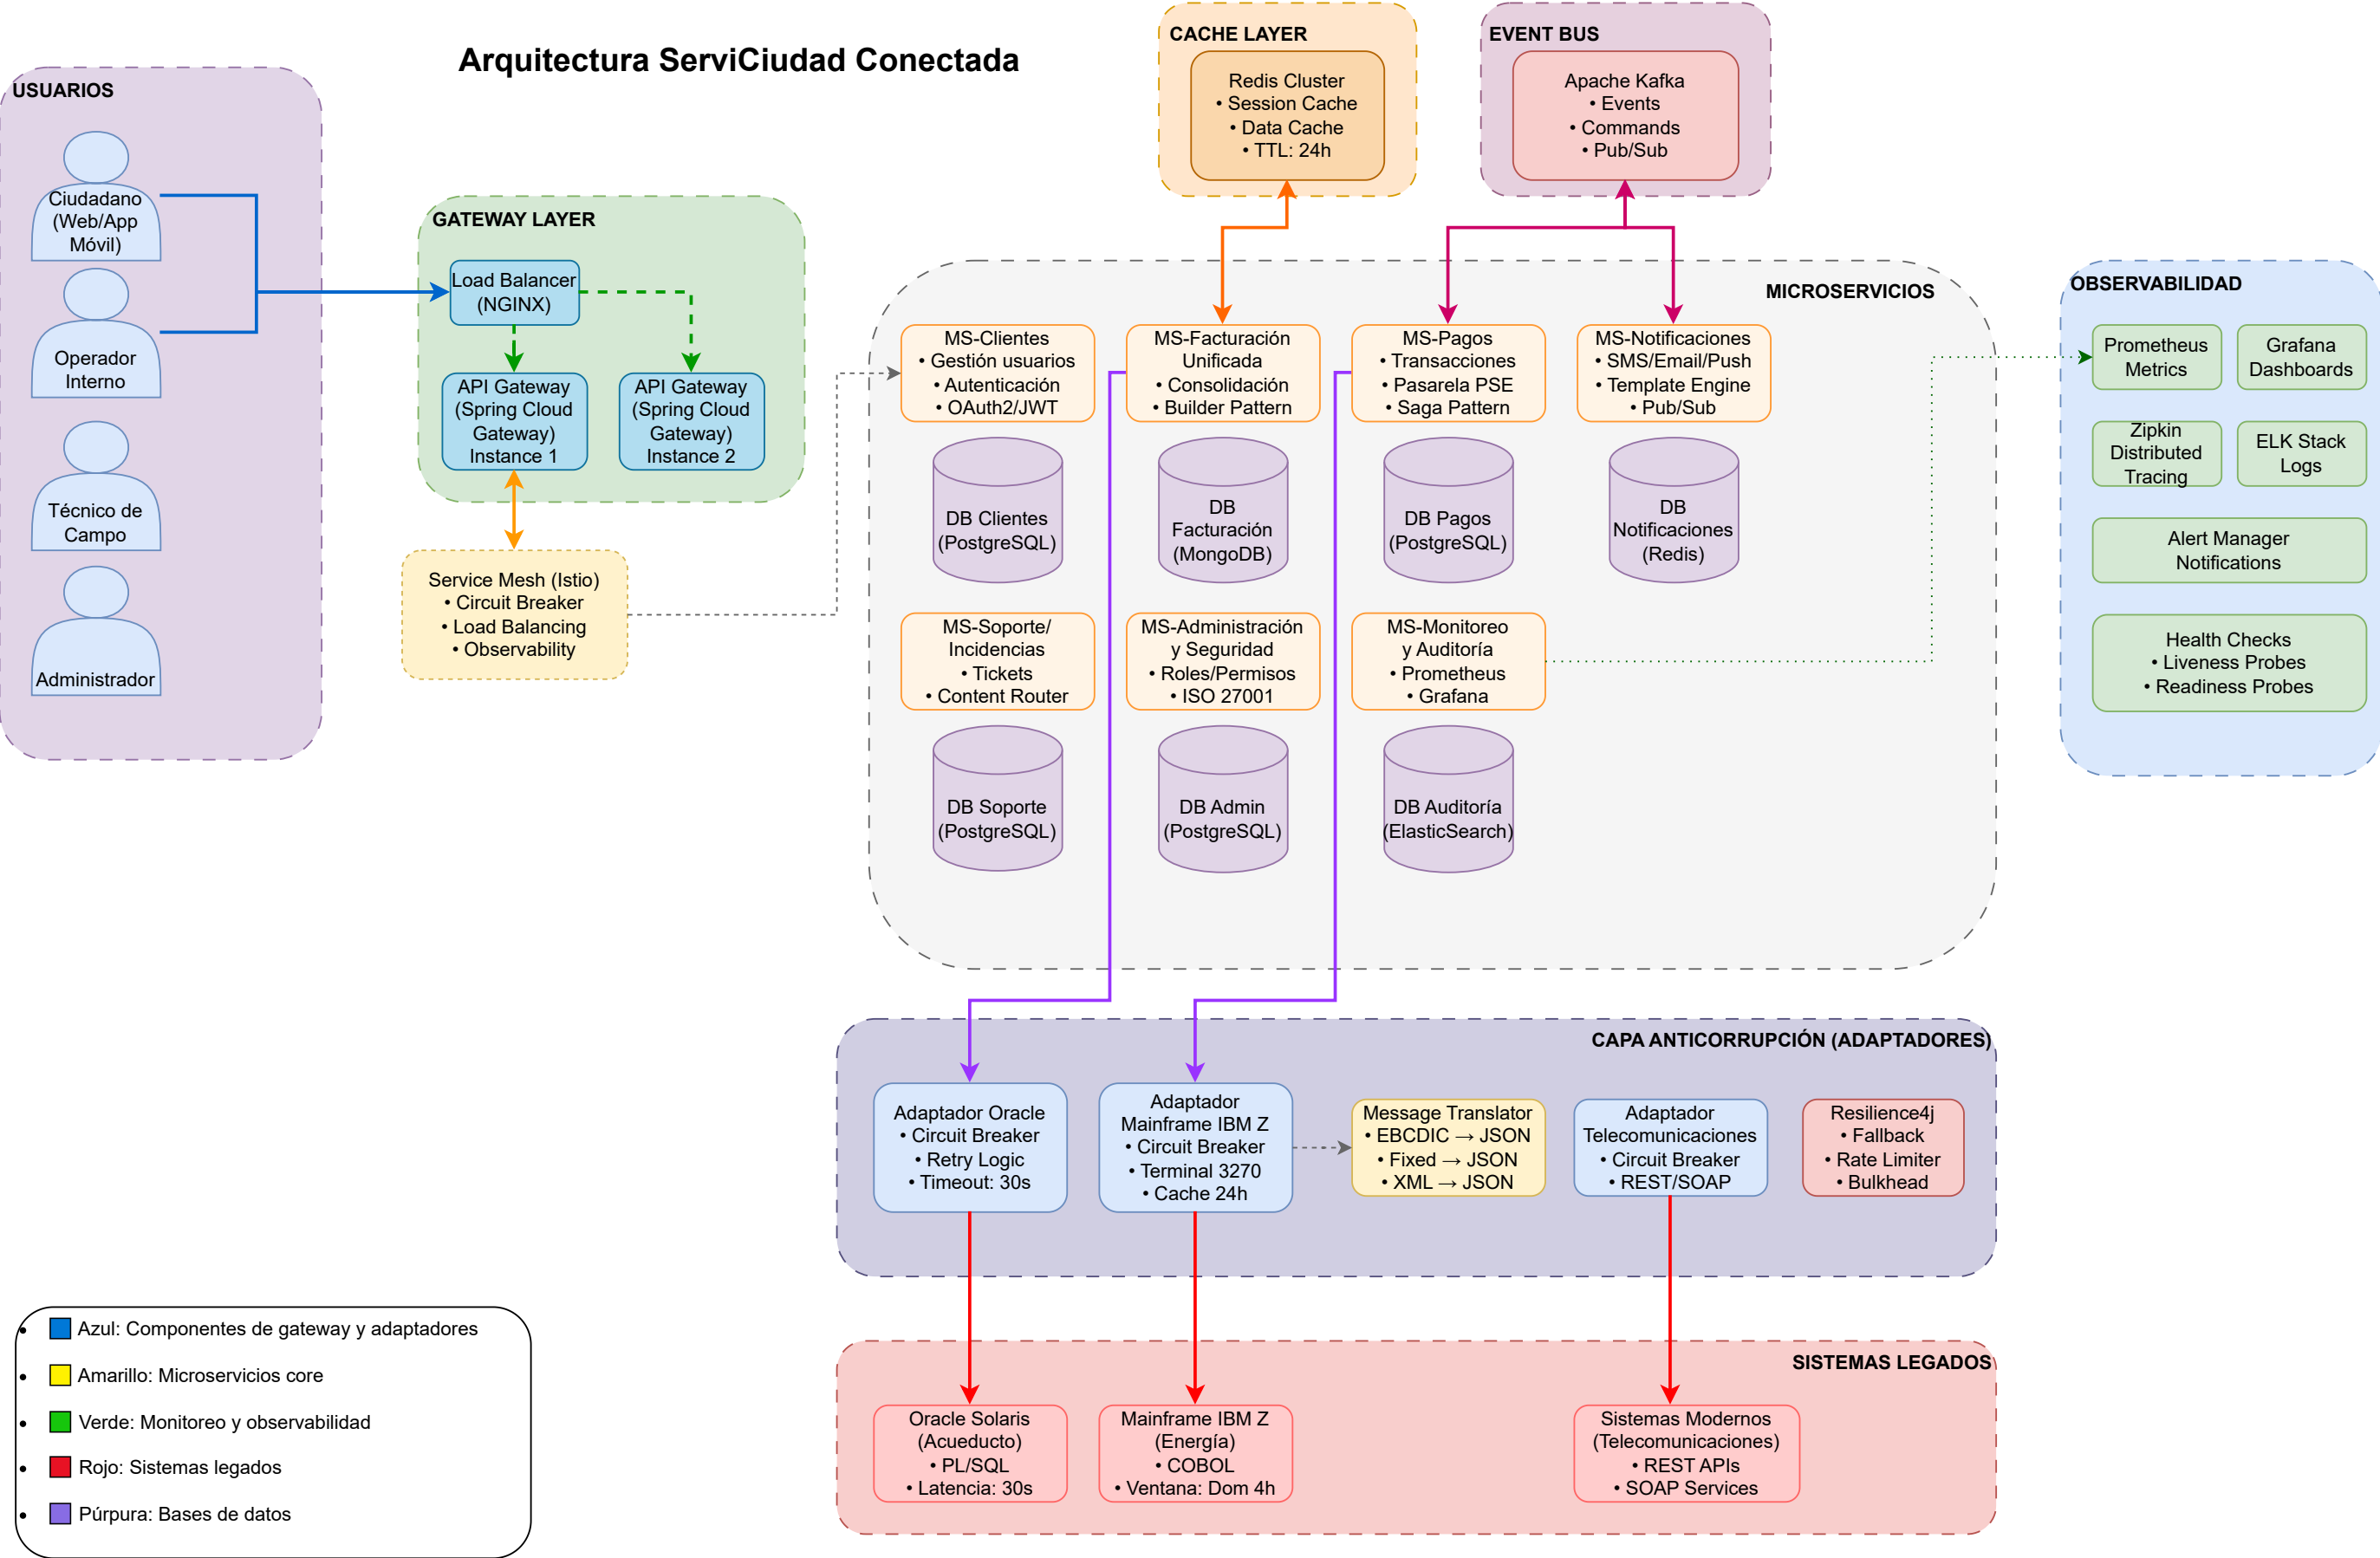 Arquitectura ServiCiudad Conectada
USUARIOS
Ciudadano
(Web/App
Móvil)
Operador
Interno
Técnico de
Campo
Administrador
GATEWAY LAYER
Load Balancer
(NGINX)
API Gateway
(Spring Cloud
Gateway)
Instance 1
API Gateway
(Spring Cloud
Gateway)
Instance 2
Service Mesh (Istio)
• Circuit Breaker
• Load Balancing
• Observability
CACHE LAYER
Redis Cluster
• Session Cache
• Data Cache
• TTL: 24h
EVENT BUS
Apache Kafka
• Events
• Commands
• Pub/Sub
MICROSERVICIOS
MS-Clientes
• Gestión usuarios
• Autenticación
• OAuth2/JWT
MS-Facturación
Unificada
• Consolidación
• Builder Pattern
MS-Pagos
• Transacciones
• Pasarela PSE
• Saga Pattern
MS-Notificaciones
• SMS/Email/Push
• Template Engine
• Pub/Sub
DB Clientes
(PostgreSQL)
DB
Facturación
(MongoDB)
DB Pagos
(PostgreSQL)
DB
Notificaciones
(Redis)
MS-Soporte/
Incidencias
• Tickets
• Content Router
MS-Administración
y Seguridad
• Roles/Permisos
• ISO 27001
MS-Monitoreo
y Auditoría
• Prometheus
• Grafana
DB Soporte
(PostgreSQL)
DB Admin
(PostgreSQL)
DB Auditoría
(ElasticSearch)
OBSERVABILIDAD
Prometheus
Metrics
Grafana
Dashboards
Zipkin
Distributed
Tracing
ELK Stack
Logs
Alert Manager
Notifications
Health Checks
• Liveness Probes
• Readiness Probes
CAPA ANTICORRUPCIÓN (ADAPTADORES)
Adaptador Oracle
• Circuit Breaker
• Retry Logic
• Timeout: 30s
Adaptador
Mainframe IBM Z
• Circuit Breaker
• Terminal 3270
• Cache 24h
Message Translator
• EBCDIC → JSON
• Fixed → JSON
• XML → JSON
Adaptador
Telecomunicaciones
• Circuit Breaker
• REST/SOAP
Resilience4j
• Fallback
• Rate Limiter
• Bulkhead
SISTEMAS LEGADOS
Oracle Solaris
(Acueducto)
• PL/SQL
• Latencia: 30s
Mainframe IBM Z
(Energía)
• COBOL
• Ventana: Dom 4h
Sistemas Modernos
(Telecomunicaciones)
• REST APIs
• SOAP Services
• Azul: Componentes de gateway y adaptadores
• Amarillo: Microservicios core
• Verde: Monitoreo y observabilidad
• Rojo: Sistemas legados
• Púrpura: Bases de datos